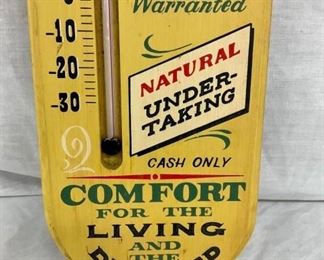 Warranted
-10
-20
-30
NATURAL
UNDER-
TAKING
CASH ONLY
COMFORT
FOR THE
LIVING
AND THE